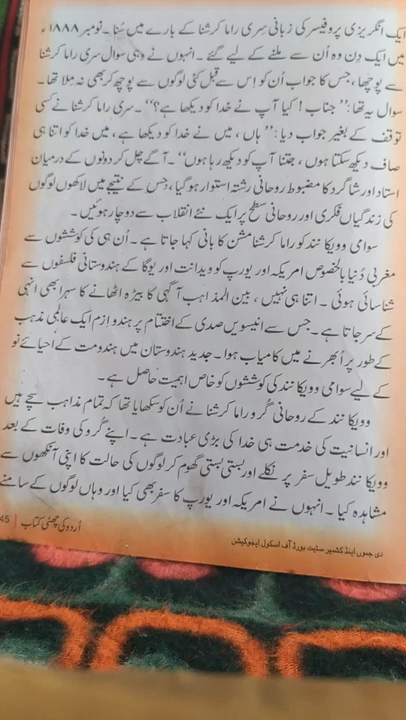 ایک انگریزی پروفیسر کی زبانی سِری راما کرشنا کے بارے میں سُنا ۔ نومبر ۱۸۸۸ء
میں ایک دِن وہ اُن سے ملنے کے لیے گئے ۔ انہوں نے وہی سوال سری راما کرشنا
سے پوچھا ، جس کا جواب اُن کو اِس سے قبل کئی لوگوں سے پوچھ کر بھی نہ مِلا تھا ۔
سوال یہ تھا: ”جناب! کیا آپ نے خدا کو دیکھا ہے؟“ ۔ سری راما کرشنا نے کسی
توقف کے بغیر جواب دیا: ”ہاں ، میں نے خدا کو دیکھا ہے ، میں خدا کو اتنا ہی
صاف دیکھ سکتا ہوں ، جتنا آپ کو دیکھ رہا ہوں“ ۔ آگے چل کر دونوں کے درمیان
استاد اور شاگرد کا مضبوط روحانی رشتہ استوار ہو گیا ، جس کے نتیجے میں لاکھوں لوگوں
کی زندگیاں فکری اور روحانی سطح پر ایک نئے انقلاب سے دوچار ہوئیں ۔
سوامی وویکا نند کو راما کرشنا مشن کا بانی کہا جاتا ہے ۔ اُن ہی کی کوششوں سے
مغربی دُنیا بالخصوص امریکہ اور یورپ کو ویدانت اور یوگا کے ہندوستانی فلسفوں سے
شناسائی ہوئی ۔ اتنا ہی نہیں ، بین المذاہب آگہی کا بیڑہ اٹھانے کا سہرا بھی انہی
کے سر جاتا ہے ۔ جس سے انیسویں صدی کے اختتام پر ہندو ازم ایک عالمی مذہب
کے طور پر اُبھرنے میں کامیاب ہوا ۔ جدید ہندوستان میں ہندومت کے احیائے نو
کے لیے سوامی وویکا نند کی کوششوں کو خاص اہمیت حاصل ہے ۔
وویکا نند کے روحانی گُرو راما کرشنا نے اُن کو سکھایا تھا کہ تمام مذاہب سچے ہیں
اور انسانیت کی خدمت ہی خدا کی بڑی عبادت ہے ۔ اپنے گرو کی وفات کے بعد
وویکا نند طویل سفر پر نکلے اور بستی بستی گھوم کر لوگوں کی حالت کا اپنی آنکھوں سے
مشاہدہ کیا ۔ انہوں نے امریکہ اور یورپ کا سفر بھی کیا اور وہاں لوگوں کے سامنے
دی جموں اینڈ کشمیر سٹیٹ بورڈ آف اسکول ایجوکیشن
اُردو کی چھٹی کتاب | 45